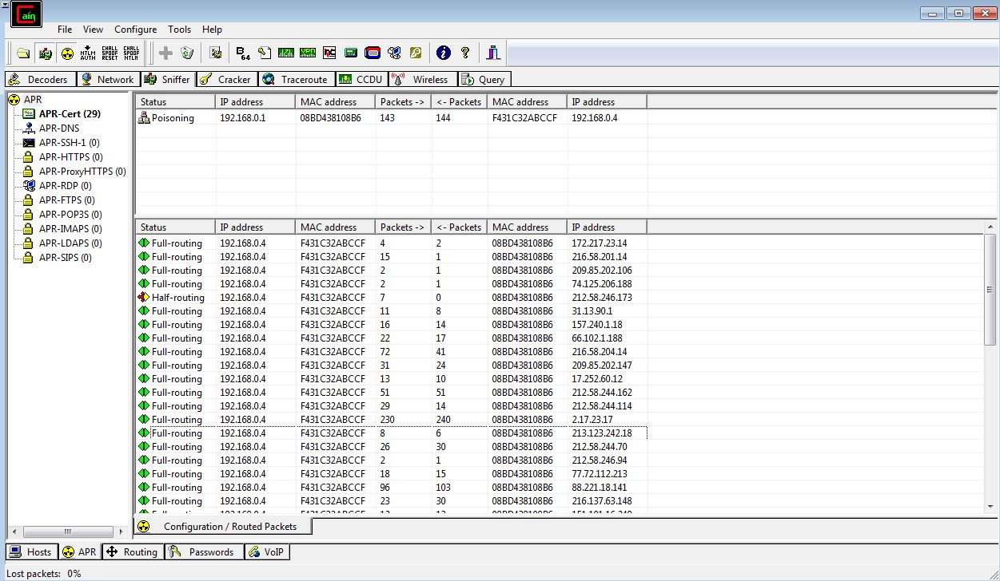 Cain
File View Configure Tools Help
NTLM AUTH CHALL SPOOF RESET CHALL SPOOF NTLM B64
Decoders Network Sniffer Cracker Traceroute CCDU Wireless Query
APR
APR-Cert (29)
APR-DNS
APR-SSH-1 (0)
APR-HTTPS (0)
APR-ProxyHTTPS (0)
APR-RDP (0)
APR-FTPS (0)
APR-POP3S (0)
APR-IMAPS (0)
APR-LDAPS (0)
APR-SIPS (0)
Status IP address MAC address Packets -> <- Packets MAC address IP address
Poisoning 192.168.0.1 08BD438108B6 143 144 F431C32ABCCF 192.168.0.4
Status IP address MAC address Packets -> <- Packets MAC address IP address
Full-routing 192.168.0.4 F431C32ABCCF 4 2 08BD438108B6 172.217.23.14
Full-routing 192.168.0.4 F431C32ABCCF 15 1 08BD438108B6 216.58.201.14
Full-routing 192.168.0.4 F431C32ABCCF 2 1 08BD438108B6 209.85.202.106
Full-routing 192.168.0.4 F431C32ABCCF 2 1 08BD438108B6 74.125.206.188
Half-routing 192.168.0.4 F431C32ABCCF 7 0 08BD438108B6 212.58.246.173
Full-routing 192.168.0.4 F431C32ABCCF 11 8 08BD438108B6 31.13.90.1
Full-routing 192.168.0.4 F431C32ABCCF 16 14 08BD438108B6 157.240.1.18
Full-routing 192.168.0.4 F431C32ABCCF 22 17 08BD438108B6 66.102.1.188
Full-routing 192.168.0.4 F431C32ABCCF 72 41 08BD438108B6 216.58.204.14
Full-routing 192.168.0.4 F431C32ABCCF 31 24 08BD438108B6 209.85.202.147
Full-routing 192.168.0.4 F431C32ABCCF 13 10 08BD438108B6 17.252.60.12
Full-routing 192.168.0.4 F431C32ABCCF 51 51 08BD438108B6 212.58.244.162
Full-routing 192.168.0.4 F431C32ABCCF 29 14 08BD438108B6 212.58.244.114
Full-routing 192.168.0.4 F431C32ABCCF 230 240 08BD438108B6 2.17.23.17
Full-routing 192.168.0.4 F431C32ABCCF 8 6 08BD438108B6 213.123.242.18
Full-routing 192.168.0.4 F431C32ABCCF 26 30 08BD438108B6 212.58.244.70
Full-routing 192.168.0.4 F431C32ABCCF 2 1 08BD438108B6 212.58.246.94
Full-routing 192.168.0.4 F431C32ABCCF 18 15 08BD438108B6 77.72.112.213
Full-routing 192.168.0.4 F431C32ABCCF 96 103 08BD438108B6 88.221.18.141
Full-routing 192.168.0.4 F431C32ABCCF 23 30 08BD438108B6 216.137.63.148
Configuration / Routed Packets
Hosts APR Routing Passwords VoIP
Lost packets: 0%